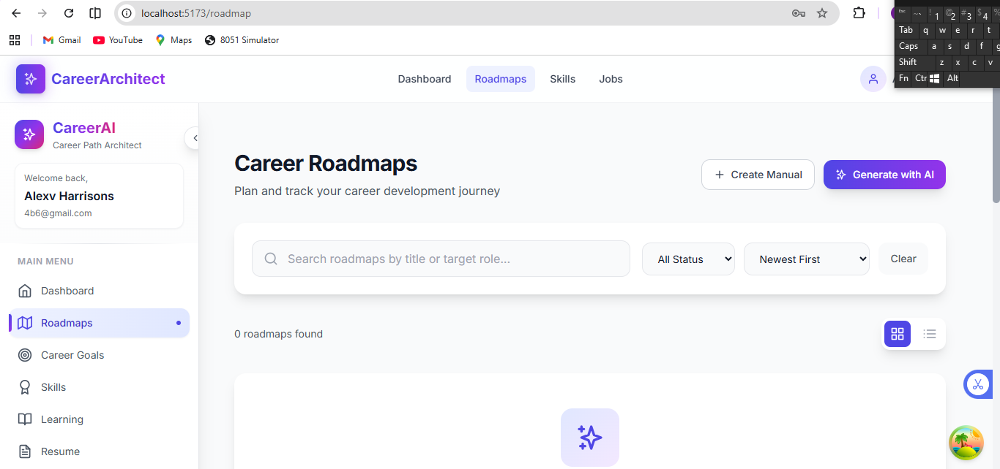 localhost:5173/roadmap
Gmail YouTube Maps 8051 Simulator
Esc ~ ` ! 1 @ 2 # 3 $ 4 %
Tab q w e r t
Caps a s d f g
Shift z x c v
Fn Ctr Alt
CareerArchitect
Dashboard Roadmaps Skills Jobs
CareerAI
Career Path Architect
Welcome back,
Alexv Harrisons
4b6@gmail.com
MAIN MENU
Dashboard
Roadmaps
Career Goals
Skills
Learning
Resume
Career Roadmaps
Plan and track your career development journey
Create Manual
Generate with AI
Search roadmaps by title or target role...
All Status
Newest First
Clear
0 roadmaps found